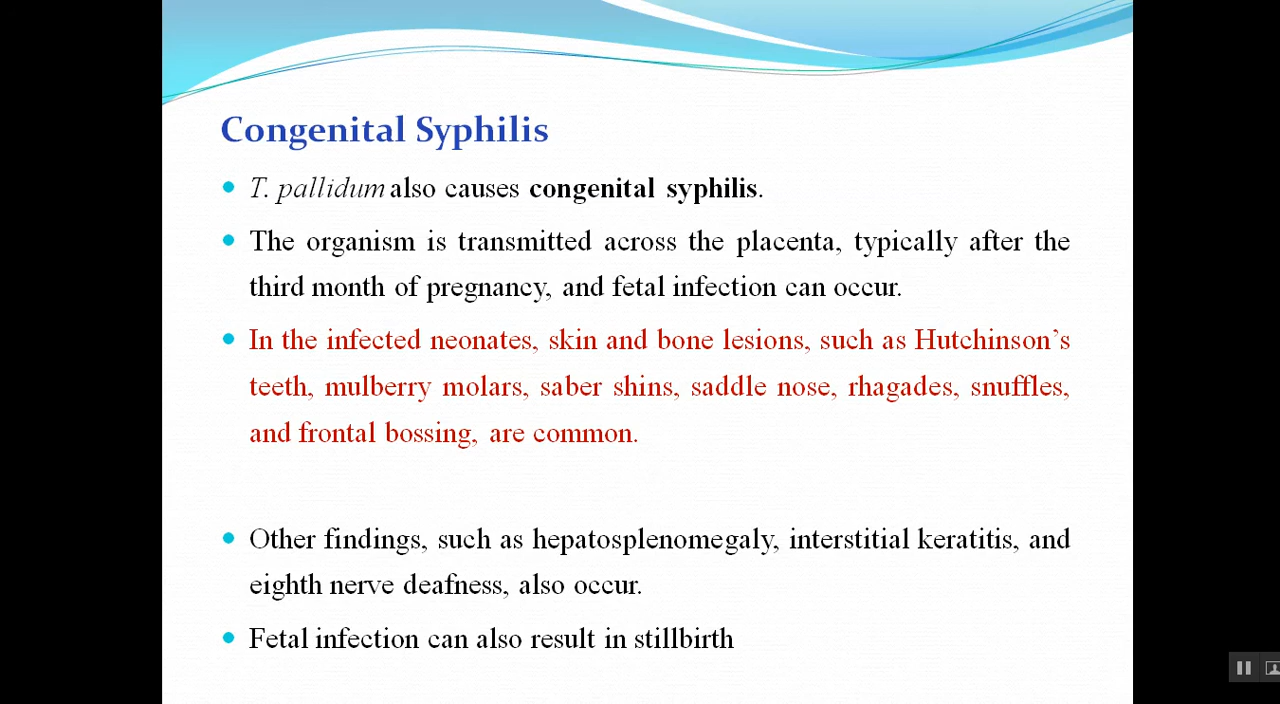 Congenital Syphilis
T. pallidum also causes congenital syphilis.
The organism is transmitted across the placenta, typically after the
third month of pregnancy, and fetal infection can occur.
In the infected neonates, skin and bone lesions, such as Hutchinson’s
teeth, mulberry molars, saber shins, saddle nose, rhagades, snuffles,
and frontal bossing, are common.
Other findings, such as hepatosplenomegaly, interstitial keratitis, and
eighth nerve deafness, also occur.
Fetal infection can also result in stillbirth